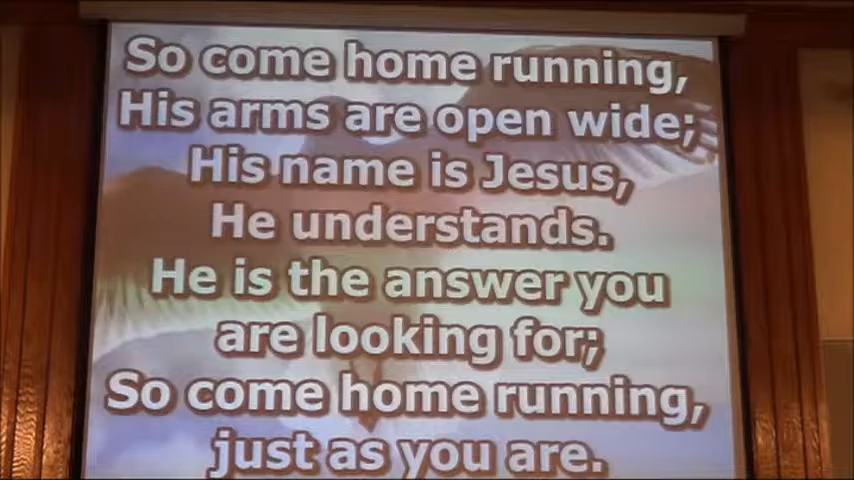 So come home running,
His arms are open wide;
His name is Jesus,
He understands.
He is the answer you
are looking for;
So come home running,
just as you are.